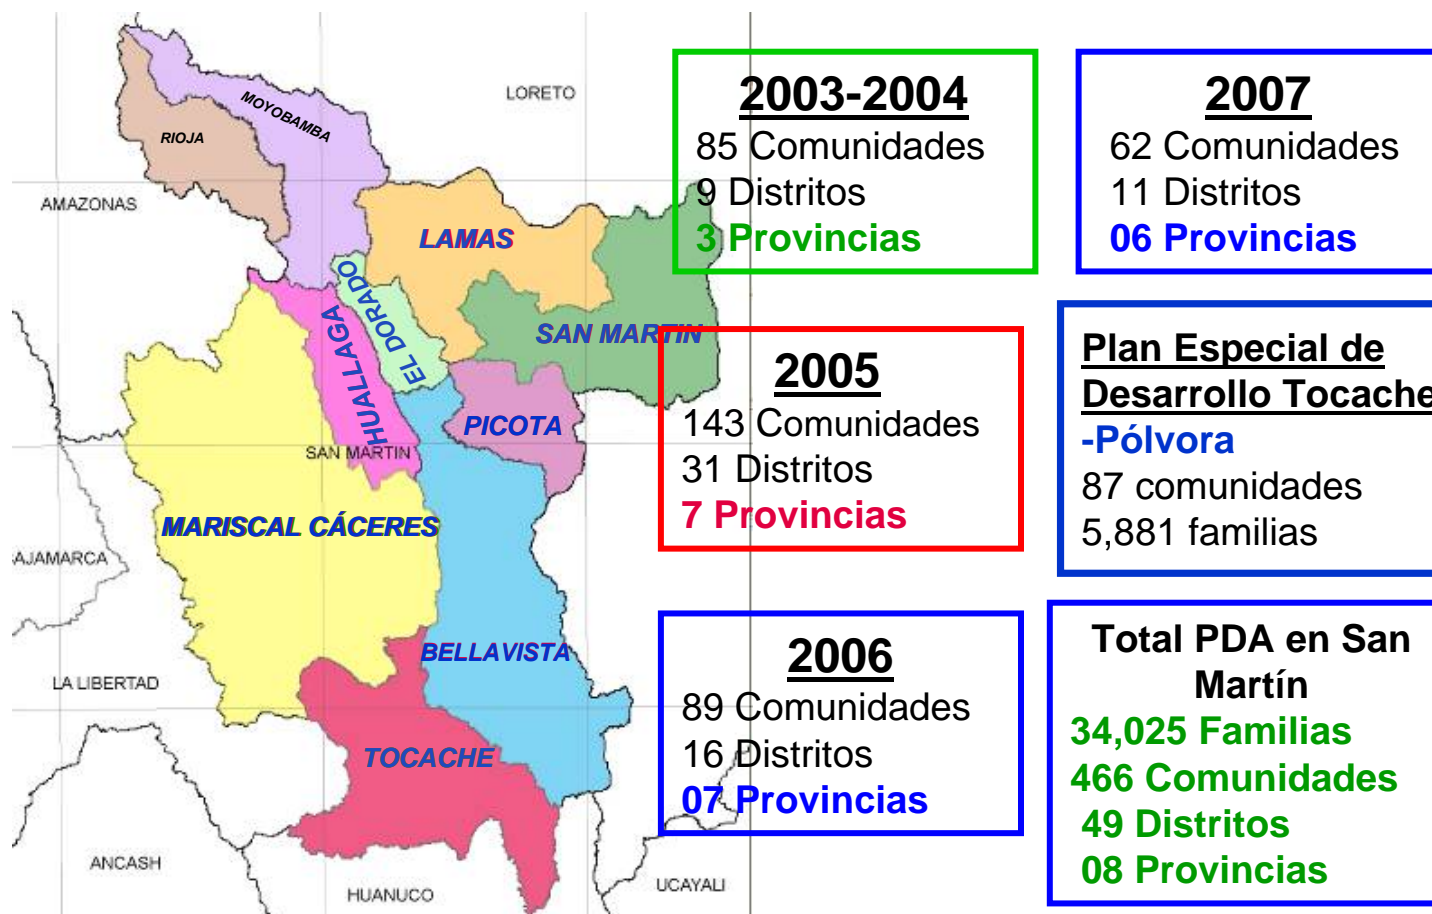 LORETO
MOYOBAMBA
RIOJA
AMAZONAS
LAMAS
EL DORADO
HUALLAGA
SAN MARTIN
PICOTA
SAN MARTIN
MARISCAL CÁCERES
AJAMARCA
BELLAVISTA
LA LIBERTAD
TOCACHE
ANCASH
HUANUCO
UCAYALI
2003-2004
85 Comunidades
9 Distritos
3 Provincias
2005
143 Comunidades
31 Distritos
7 Provincias
2006
89 Comunidades
16 Distritos
07 Provincias
2007
62 Comunidades
11 Distritos
06 Provincias
Plan Especial de
Desarrollo Tocache
-Pólvora
87 comunidades
5,881 familias
Total PDA en San
Martín
34,025 Familias
466 Comunidades
49 Distritos
08 Provincias